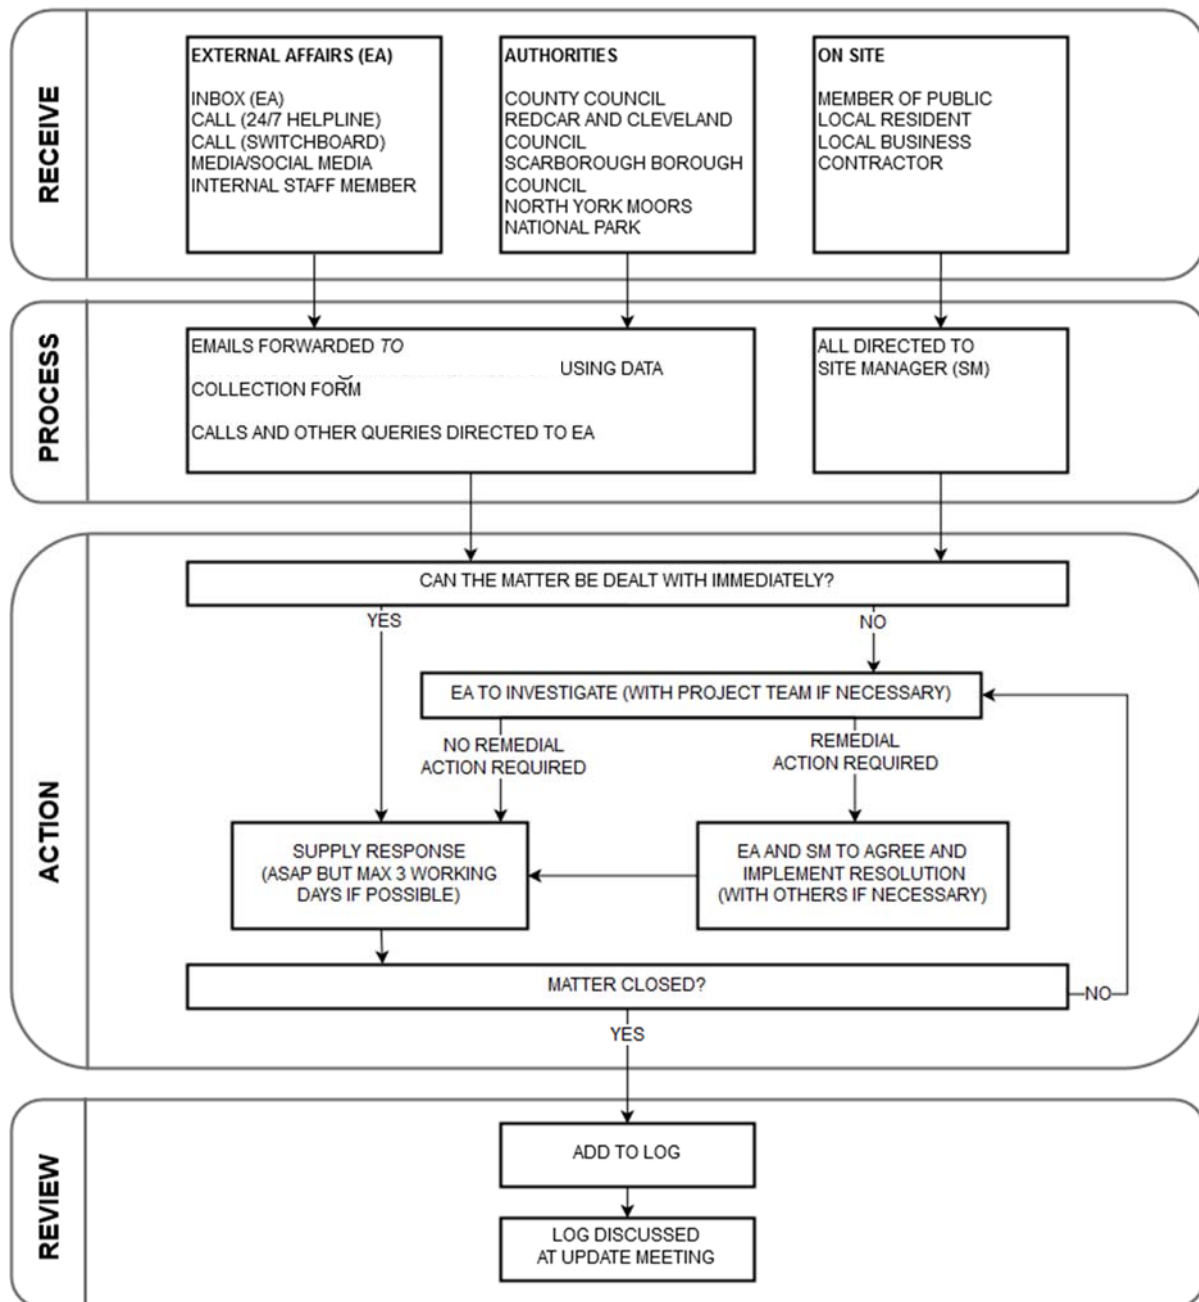 RECEIVE
EXTERNAL AFFAIRS (EA)
INBOX (EA)
CALL (24/7 HELPLINE)
CALL (SWITCHBOARD)
MEDIA/SOCIAL MEDIA
INTERNAL STAFF MEMBER
AUTHORITIES
COUNTY COUNCIL
REDCAR AND CLEVELAND
COUNCIL
SCARBOROUGH BOROUGH
COUNCIL
NORTH YORK MOORS
NATIONAL PARK
ON SITE
MEMBER OF PUBLIC
LOCAL RESIDENT
LOCAL BUSINESS
CONTRACTOR
PROCESS
EMAILS FORWARDED TO
USING DATA
COLLECTION FORM
CALLS AND OTHER QUERIES DIRECTED TO EA
ALL DIRECTED TO
SITE MANAGER (SM)
ACTION
CAN THE MATTER BE DEALT WITH IMMEDIATELY?
YES
NO
EA TO INVESTIGATE (WITH PROJECT TEAM IF NECESSARY)
NO REMEDIAL
ACTION REQUIRED
REMEDIAL
ACTION REQUIRED
SUPPLY RESPONSE
(ASAP BUT MAX 3 WORKING
DAYS IF POSSIBLE)
EA AND SM TO AGREE AND
IMPLEMENT RESOLUTION
(WITH OTHERS IF NECESSARY)
MATTER CLOSED?
NO
YES
REVIEW
ADD TO LOG
LOG DISCUSSED
AT UPDATE MEETING